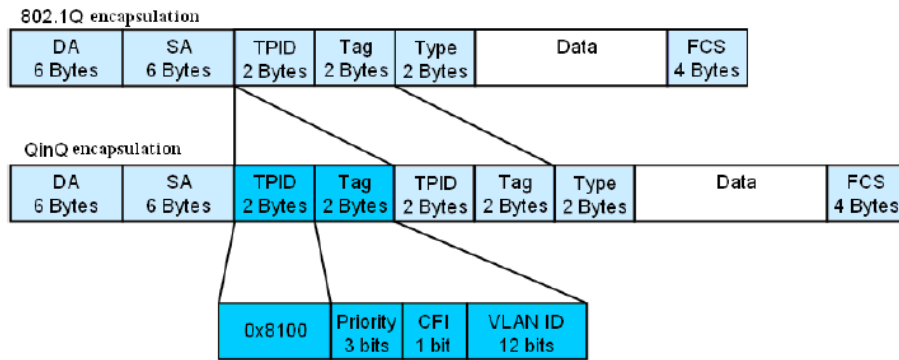 802.1Q encapsulation
DA SA TPID Tag Type Data FCS
6 Bytes 6 Bytes 2 Bytes 2 Bytes 2 Bytes 4 Bytes
QinQ encapsulation
DA SA TPID Tag TPID Tag Type Data FCS
6 Bytes 6 Bytes 2 Bytes 2 Bytes 2 Bytes 2 Bytes 2 Bytes 4 Bytes
0x8100 Priority CFI VLAN ID
3 bits 1 bit 12 bits